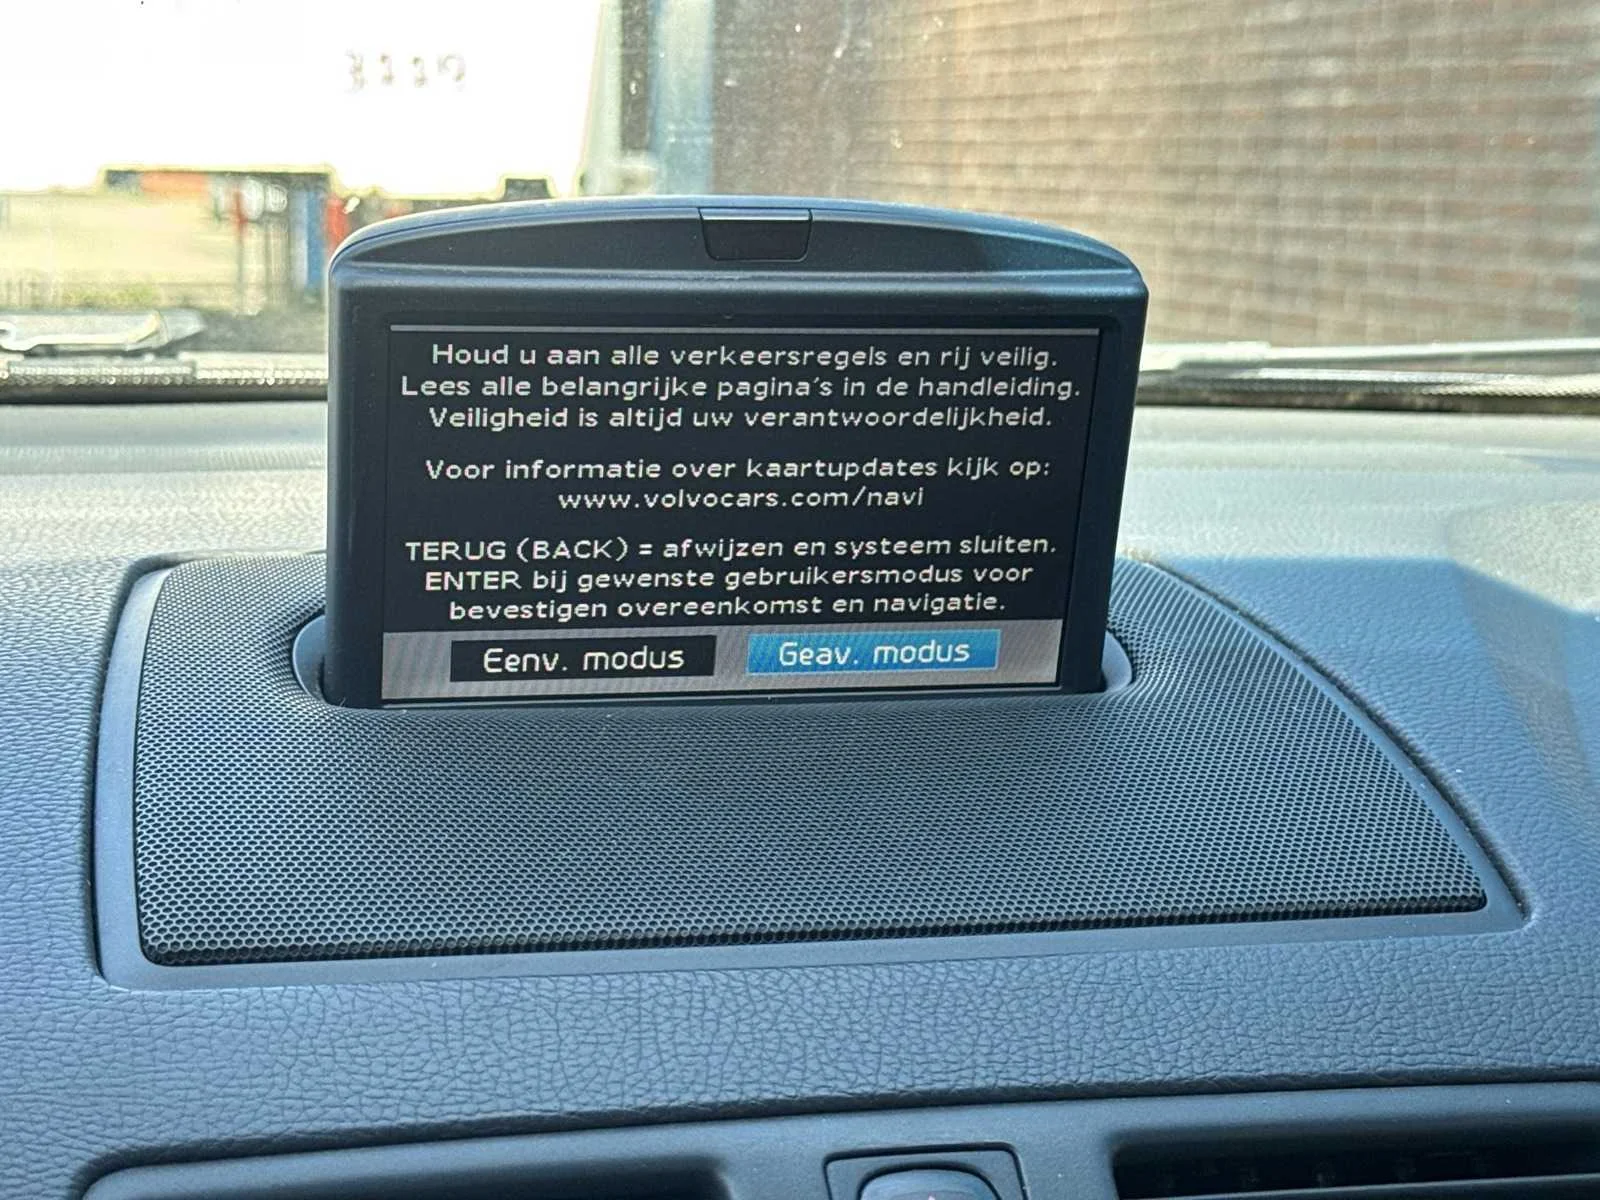 Houd u aan alle verkeersregels en rij veilig.
Lees alle belangrijke pagina's in de handleiding.
Veiligheid is altijd uw verantwoordelijkheid.
Voor informatie over kaartupdates kijk op:
www.volvocars.com/navi
TERUG (BACK) = afwijzen en systeem sluiten.
ENTER bij gewenste gebruikersmodus voor
bevestigen overeenkomst en navigatie.
Eenv. modus
Geav. modus